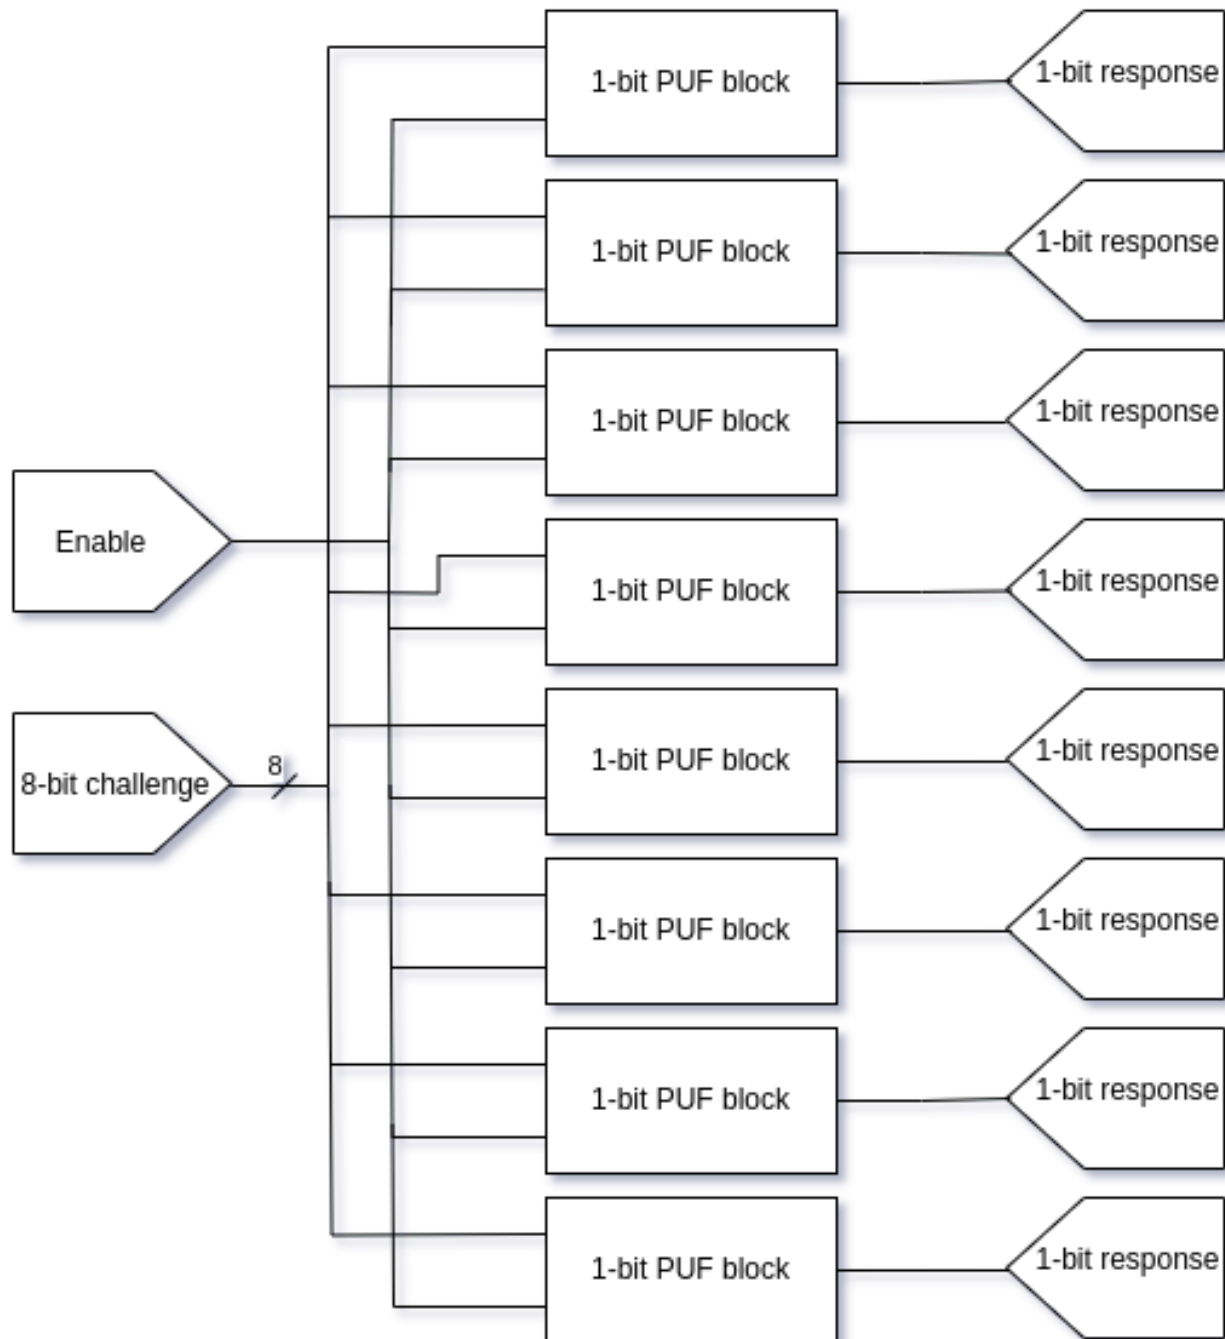 1-bit PUF block
1-bit response
1-bit PUF block
1-bit response
1-bit PUF block
1-bit response
Enable
1-bit PUF block
1-bit response
8-bit challenge
8
1-bit PUF block
1-bit response
1-bit PUF block
1-bit response
1-bit PUF block
1-bit response
1-bit PUF block
1-bit response